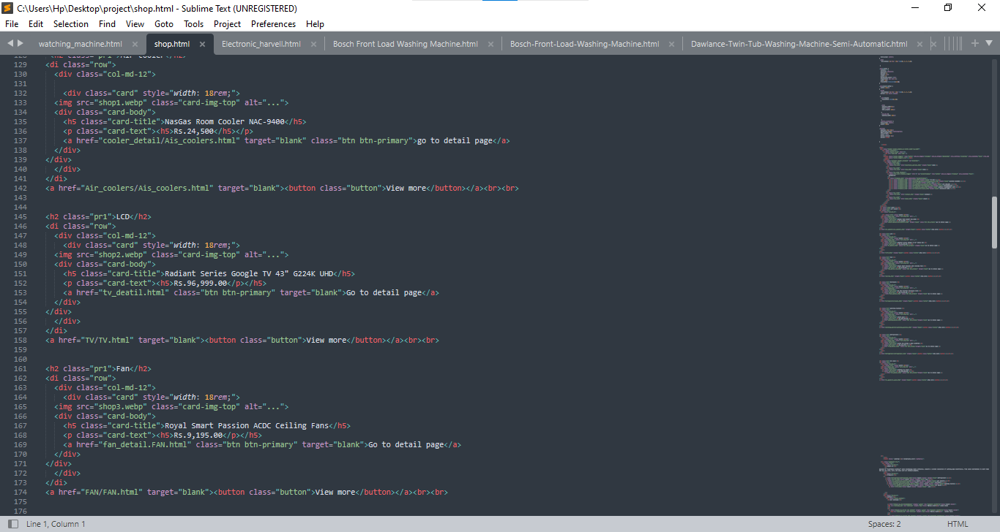 C:\Users\Hp\Desktop\project\shop.html - Sublime Text (UNREGISTERED)
File Edit Selection Find View Goto Tools Project Preferences Help
watching_machine.html shop.html Electronic_harvell.html Bosch Front Load Washing Machine.html Bosch-Front-Load-Washing-Machine.html Dawlance-Twin-Tub-Washing-Machine-Semi-Automatic.html
128 <h2 class="pr1">Air Cooler</h2>
129 <di class="row">
130 <div class="col-md-12">
131
132 <div class="card" style="width: 18rem;">
133 <img src="shop1.webp" class="card-img-top" alt="...">
134 <div class="card-body">
135 <h5 class="card-title">NasGas Room Cooler NAC-9400</h5>
136 <p class="card-text"><h5>Rs.24,500</h5></p>
137 <a href="cooler_detail/Ais_coolers.html" target="blank" class="btn btn-primary">go to detail page</a>
138 </div>
139 </div>
140 </div>
141 </di>
142 <a href="Air_coolers/Ais_coolers.html" target="blank"><button class="button">View more</button></a><br><br>
143
144
145 <h2 class="pr1">LCD</h2>
146 <di class="row">
147 <div class="col-md-12">
148 <div class="card" style="width: 18rem;">
149 <img src="shop2.webp" class="card-img-top" alt="...">
150 <div class="card-body">
151 <h5 class="card-title">Radiant Series Google TV 43" G224K UHD</h5>
152 <p class="card-text"><h5>Rs.96,999.00</p></h5>
153 <a href="tv_deatil.html" class="btn btn-primary" target="blank">Go to detail page</a>
154 </div>
155 </div>
156 </div>
157 </di>
158 <a href="TV/TV.html" target="blank"><button class="button">View more</button></a><br><br>
159
160
161 <h2 class="pr1">Fan</h2>
162 <di class="row">
163 <div class="col-md-12">
164 <div class="card" style="width: 18rem;">
165 <img src="shop3.webp" class="card-img-top" alt="...">
166 <div class="card-body">
167 <h5 class="card-title">Royal Smart Passion ACDC Ceiling Fans</h5>
168 <p class="card-text"><h5>Rs.9,195.00</p></h5>
169 <a href="fan_detail.FAN.html" class="btn btn-primary" target="blank">Go to detail page</a>
170 </div>
171 </div>
172 </div>
173 </di>
174 <a href="FAN/FAN.html" target="blank"><button class="button">View more</button></a><br><br>
175
176
Line 1, Column 1 Spaces: 2 HTML